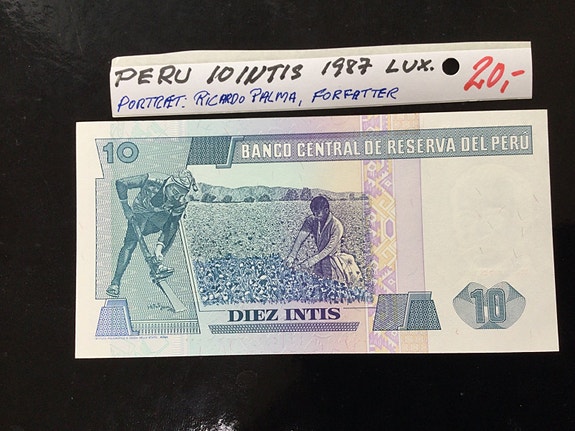 PERU 10 INTIS 1987 LUX. 20,-
PORTRÆT: RICARDO PALMA, FORFATTER
10 BANCO CENTRAL DE RESERVA DEL PERÚ
DIEZ INTIS
10